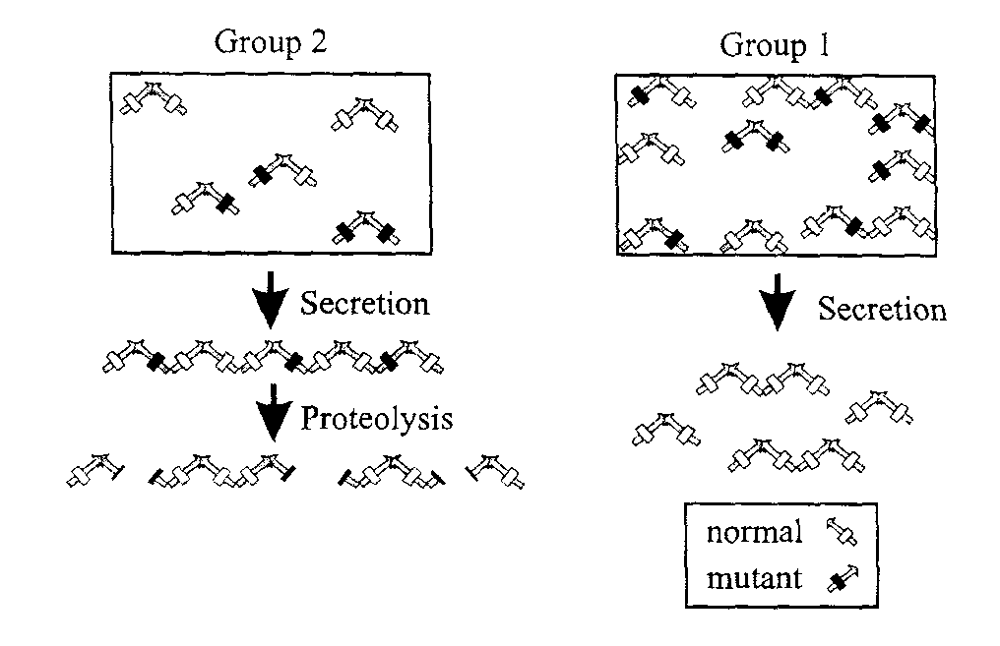 Group 2
Group 1
Secretion
Secretion
Proteolysis
normal
mutant